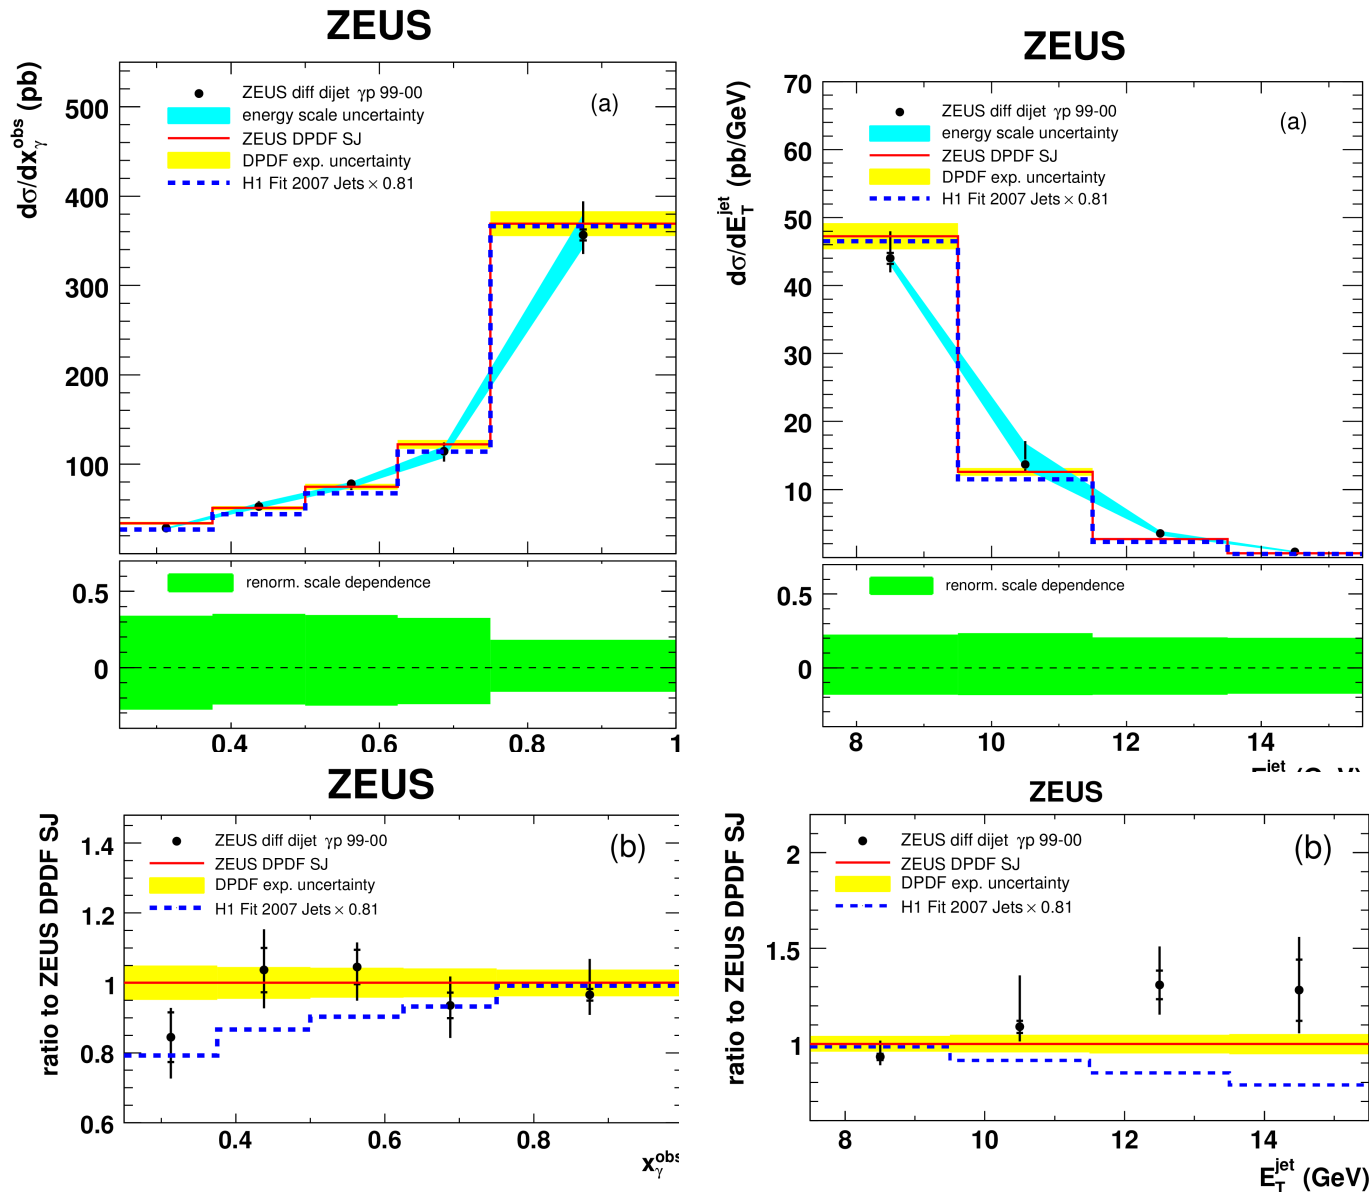 ZEUS
dσ/dxγobs (pb)
500
400
300
200
100
ZEUS diff dijet γp 99-00
energy scale uncertainty
ZEUS DPDF SJ
DPDF exp. uncertainty
H1 Fit 2007 Jets × 0.81
(a)
0.5
0
renorm. scale dependence
0.4 0.6 0.8 1
ZEUS
dσ/dETjet (pb/GeV)
70
60
50
40
30
20
10
ZEUS diff dijet γp 99-00
energy scale uncertainty
ZEUS DPDF SJ
DPDF exp. uncertainty
H1 Fit 2007 Jets × 0.81
(a)
0.5
0
renorm. scale dependence
8 10 12 14
ETjet (GeV)
ZEUS
ratio to ZEUS DPDF SJ
1.4
1.2
1
0.8
0.6
ZEUS diff dijet γp 99-00
ZEUS DPDF SJ
DPDF exp. uncertainty
H1 Fit 2007 Jets × 0.81
(b)
0.4 0.6 0.8
xγobs
ZEUS
ratio to ZEUS DPDF SJ
2
1.5
1
ZEUS diff dijet γp 99-00
ZEUS DPDF SJ
DPDF exp. uncertainty
H1 Fit 2007 Jets × 0.81
(b)
8 10 12 14
ETjet (GeV)